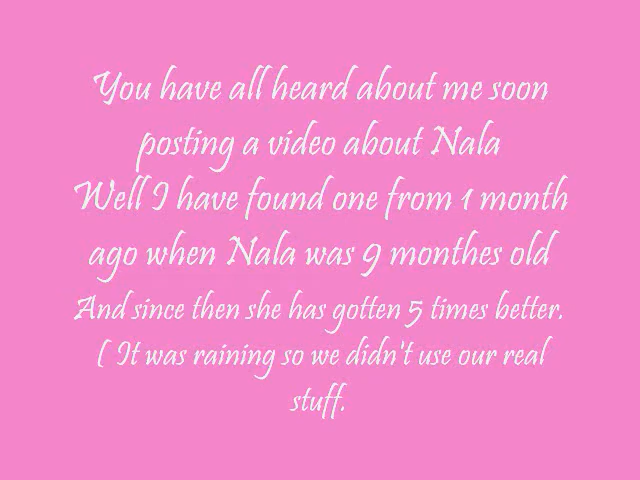 You have all heard about me soon
posting a video about Nala
Well I have found one from 1 month
ago when Nala was 9 monthes old
And since then she has gotten 5 times better.
( It was raining so we didn't use our real
stuff.